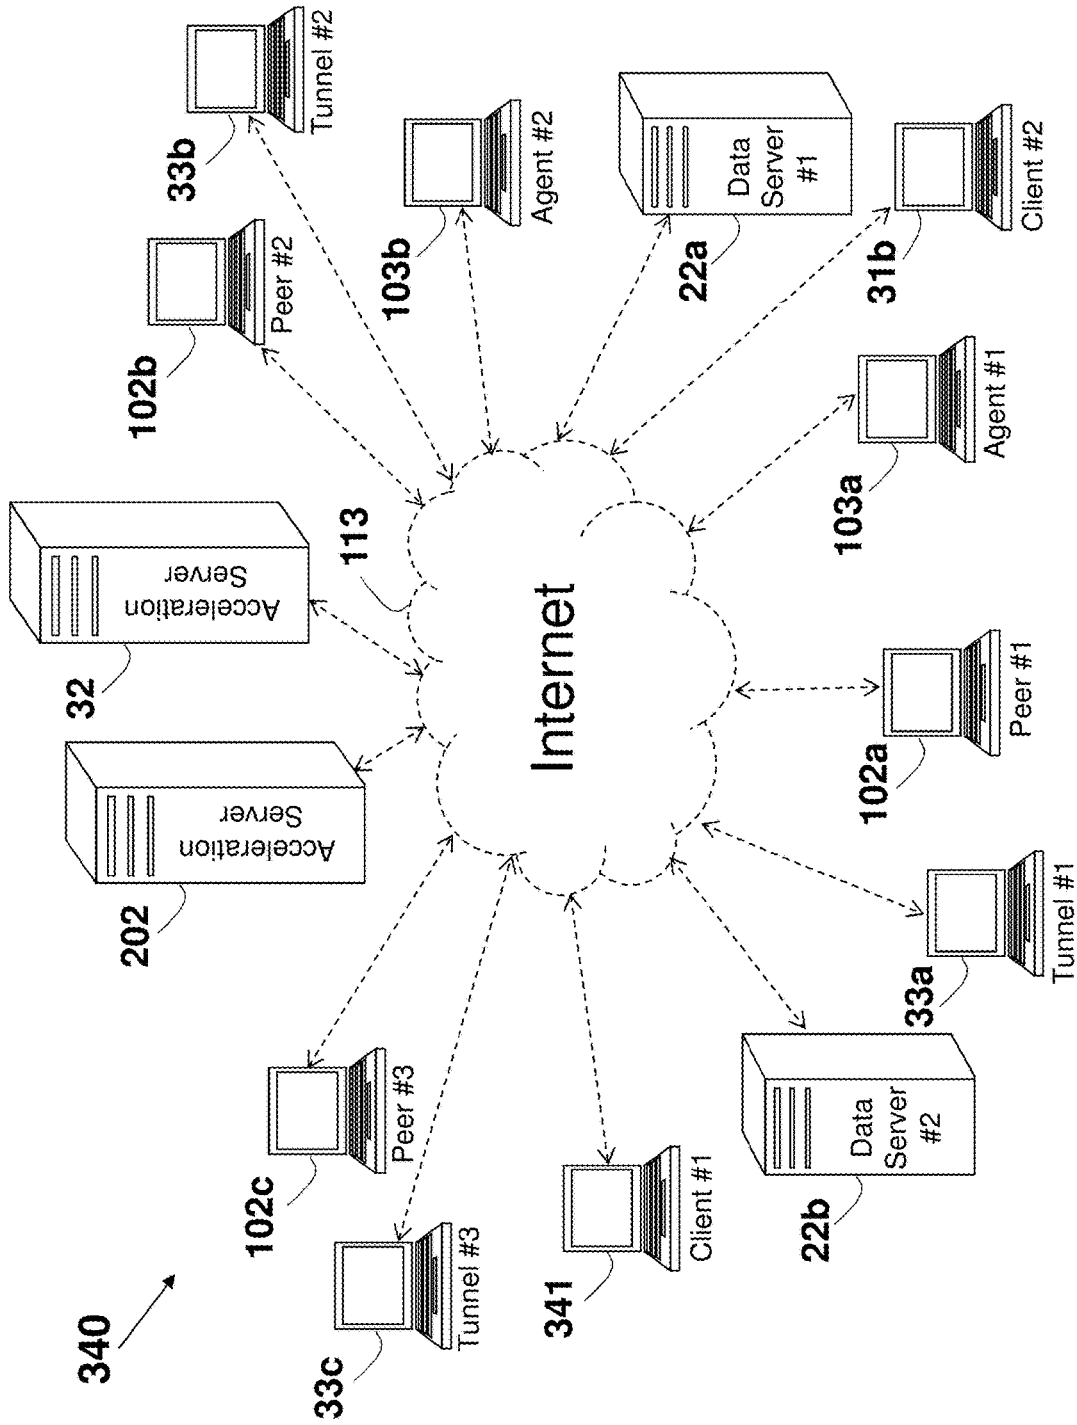 340
33c
Tunnel #3
102c
Peer #3
341
Client #1
22b
Data
Server
#2
33a
Tunnel #1
202
Acceleration
Server
32
Acceleration
Server
113
Internet
102a
Peer #1
103a
Agent #1
102b
Peer #2
33b
Tunnel #2
103b
Agent #2
22a
Data
Server
#1
31b
Client #2